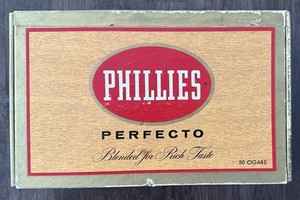 PHILLIES
PERFECTO
Blended for Rich Taste
50 CIGARS